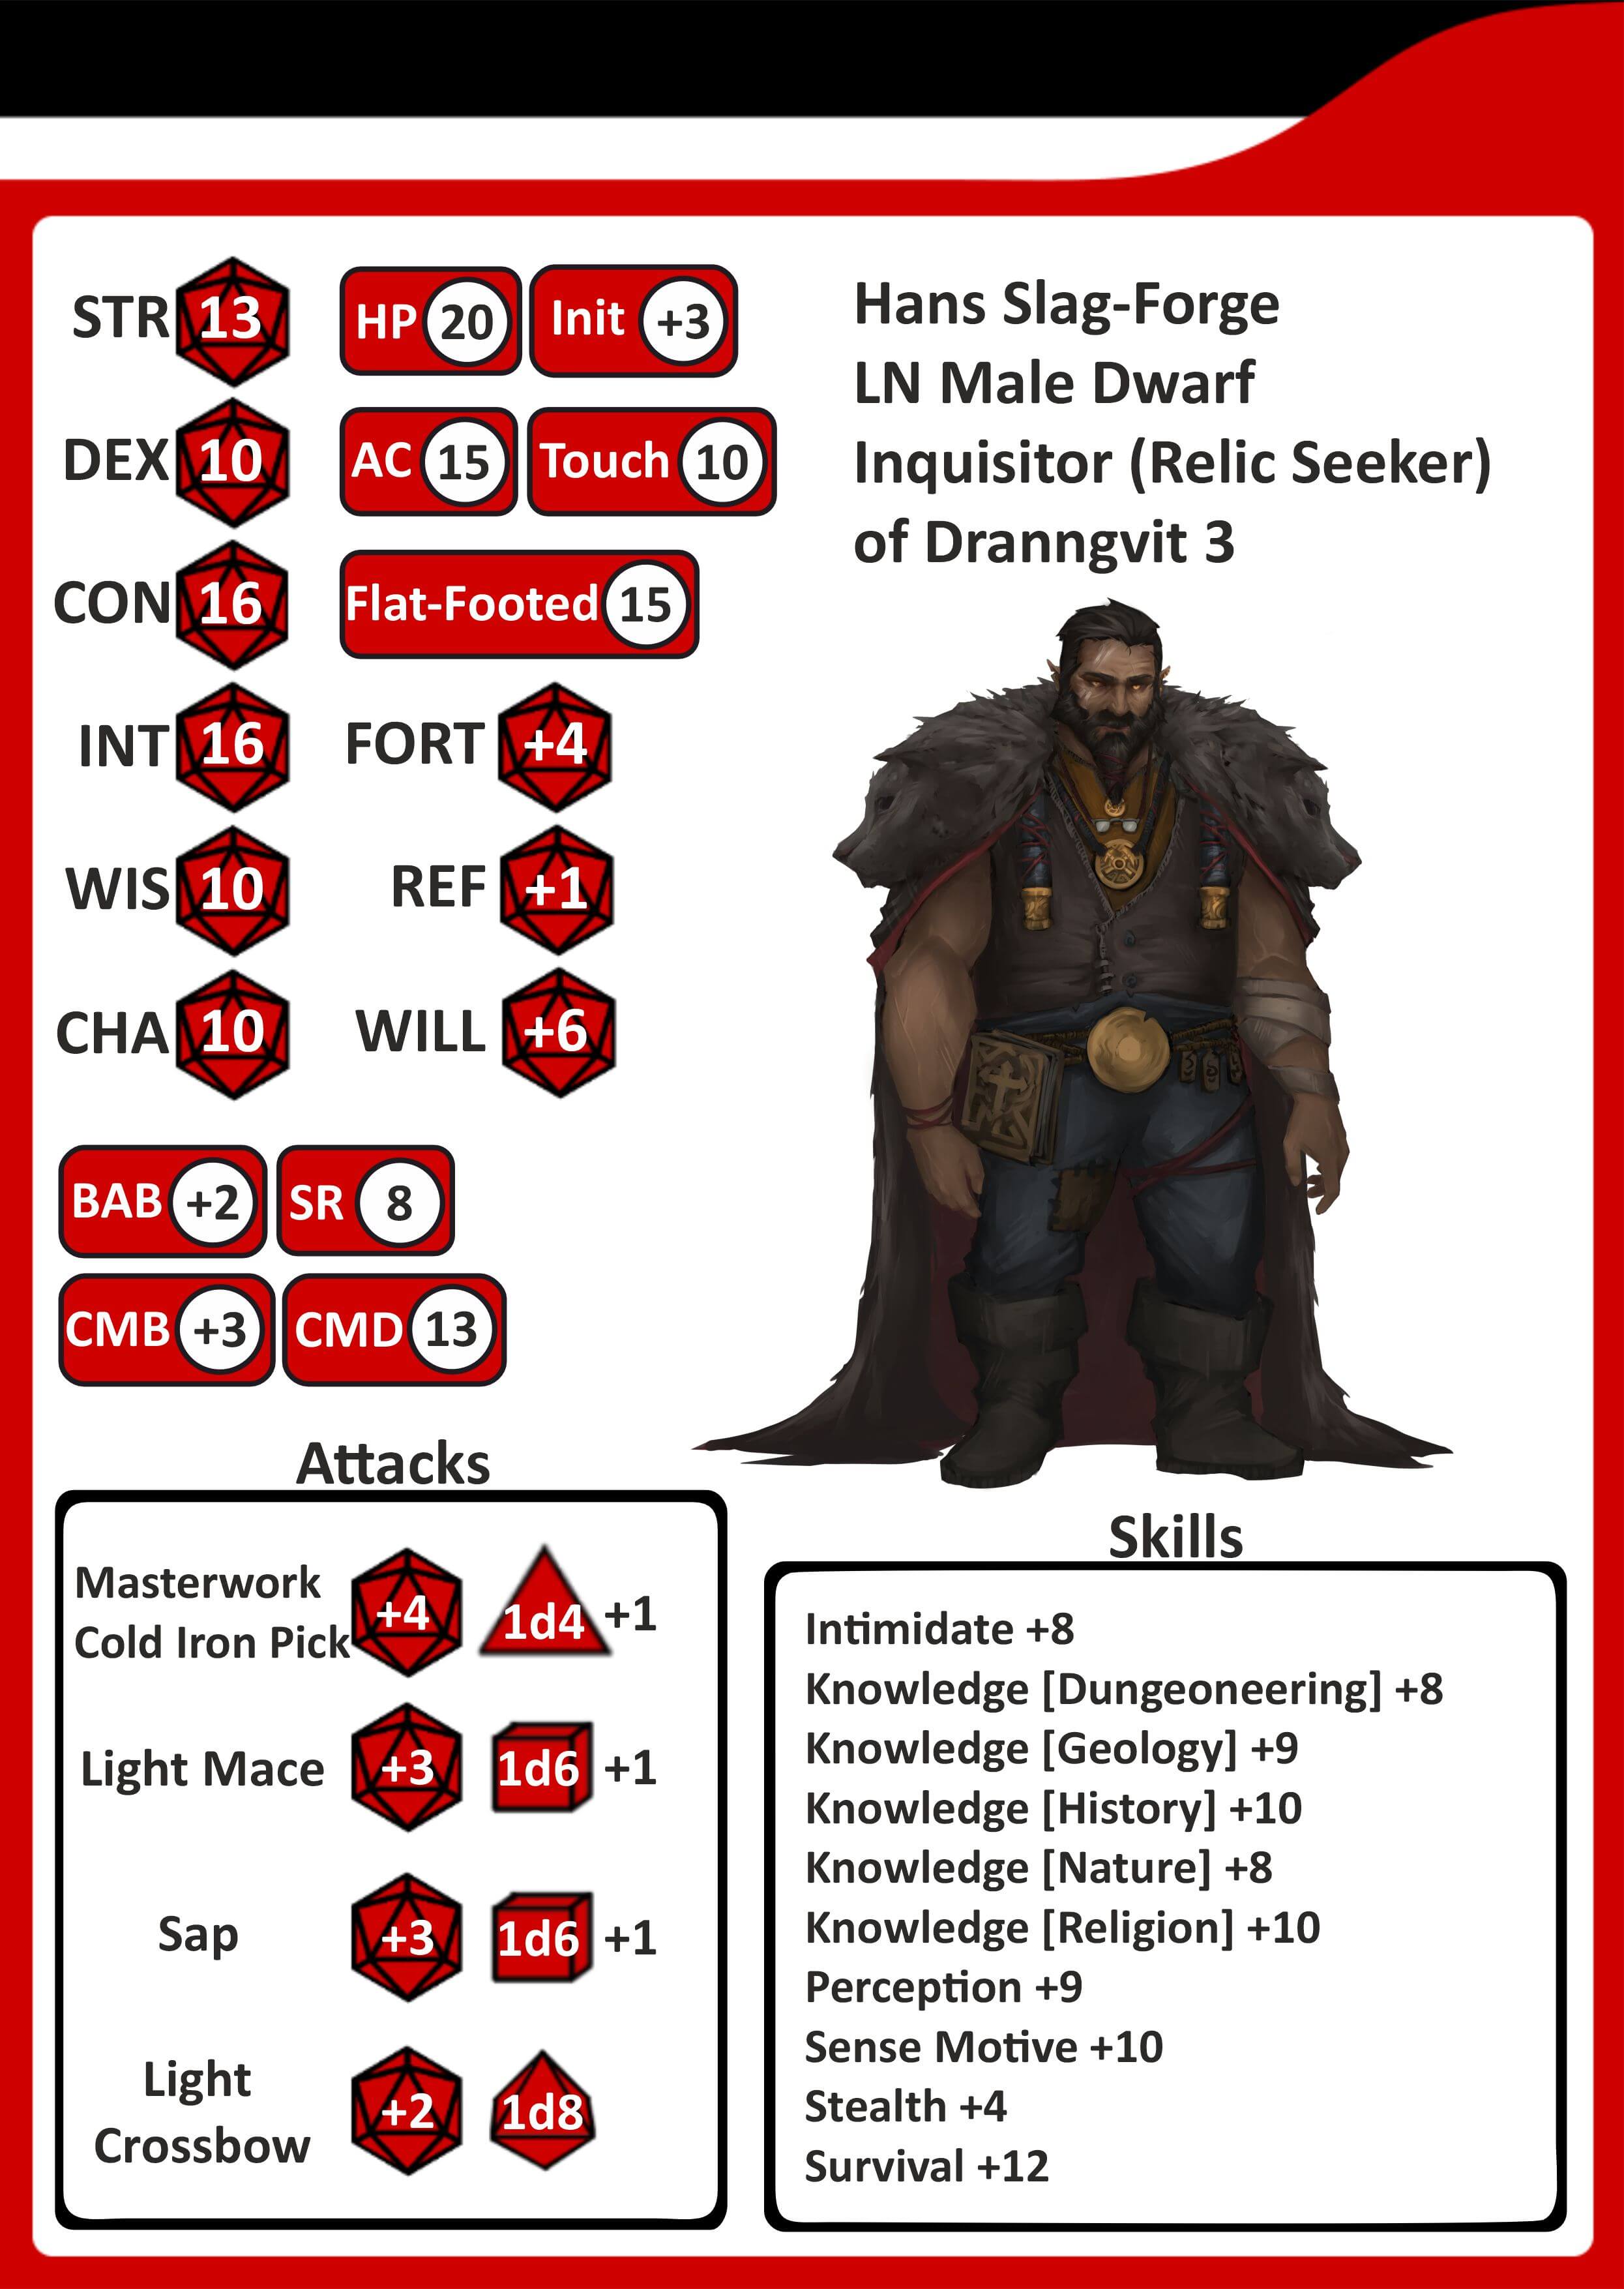 STR 13
HP 20 Init +3
DEX 10
AC 15 Touch 10
CON 16
Flat-Footed 15
INT 16
FORT +4
WIS 10
REF +1
CHA 10
WILL +6
BAB +2 SR 8
CMB +3 CMD 13
Hans Slag-Forge
LN Male Dwarf
Inquisitor (Relic Seeker)
of Dranngvit 3
Attacks
Masterwork
Cold Iron Pick +4 1d4 +1
Light Mace +3 1d6 +1
Sap +3 1d6 +1
Light
Crossbow +2 1d8
Skills
Intimidate +8
Knowledge [Dungeoneering] +8
Knowledge [Geology] +9
Knowledge [History] +10
Knowledge [Nature] +8
Knowledge [Religion] +10
Perception +9
Sense Motive +10
Stealth +4
Survival +12